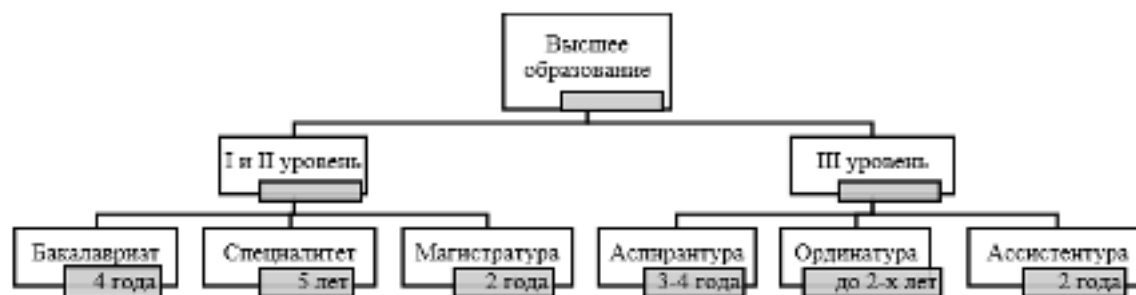 Высшее
образование
I и II уровень
III уровень
Бакалавриат
4 года
Специалитет
5 лет
Магистратура
2 года
Аспирантура
3-4 года
Ординатура
до 2-х лет
Ассистентура
2 года